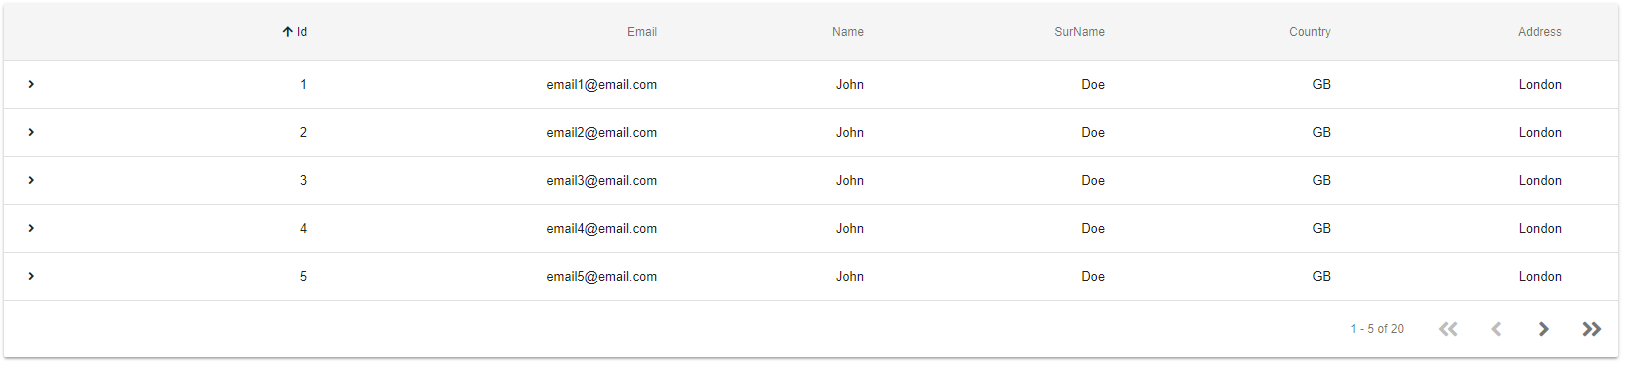 Id Email Name SurName Country Address
1 email1@email.com John Doe GB London
2 email2@email.com John Doe GB London
3 email3@email.com John Doe GB London
4 email4@email.com John Doe GB London
5 email5@email.com John Doe GB London
1 - 5 of 20